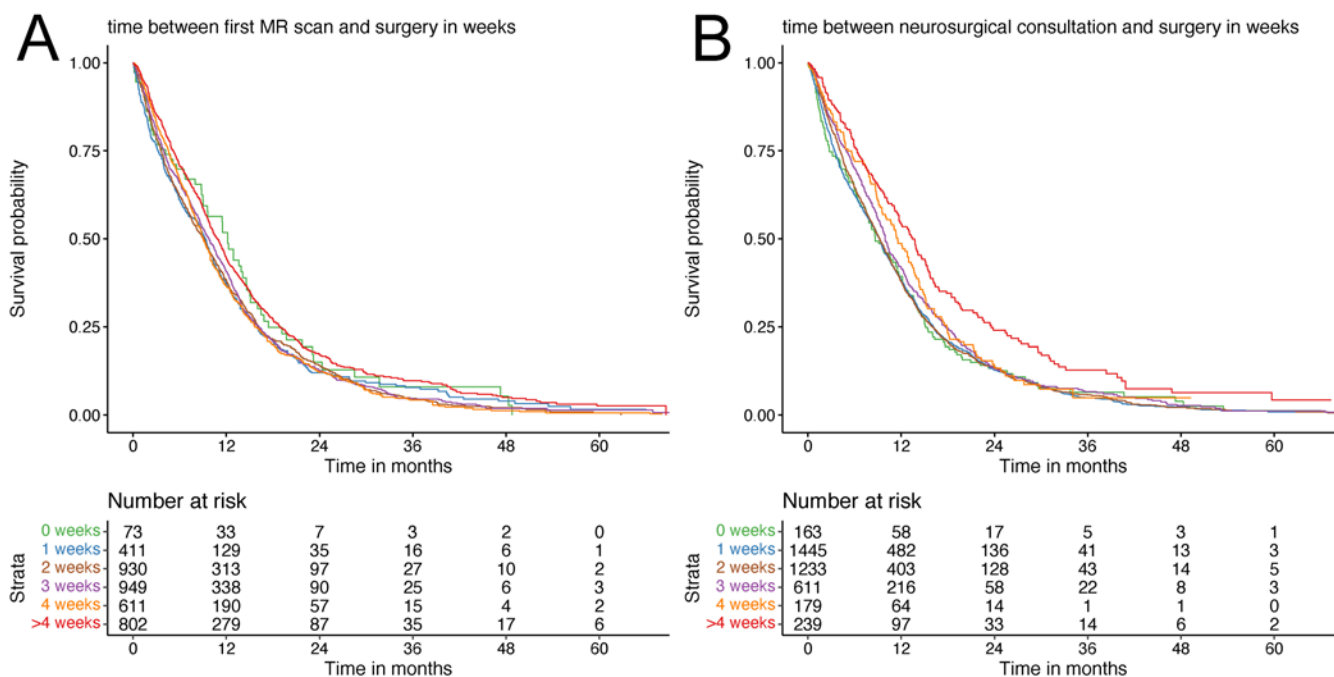 A
time between first MR scan and surgery in weeks
Survival probability
1.00
0.75
0.50
0.25
0.00
0 12 24 36 48 60
Time in months
Number at risk
Strata
0 weeks 73 33 7 3 2 0
1 weeks 411 129 35 16 6 1
2 weeks 930 313 97 27 10 2
3 weeks 949 338 90 25 6 3
4 weeks 611 190 57 15 4 2
>4 weeks 802 279 87 35 17 6
0 12 24 36 48 60
Time in months
B
time between neurosurgical consultation and surgery in weeks
Survival probability
1.00
0.75
0.50
0.25
0.00
0 12 24 36 48 60
Time in months
Number at risk
Strata
0 weeks 163 58 17 5 3 1
1 weeks 1445 482 136 41 13 3
2 weeks 1233 403 128 43 14 5
3 weeks 611 216 58 22 8 3
4 weeks 179 64 14 1 1 0
>4 weeks 239 97 33 14 6 2
0 12 24 36 48 60
Time in months